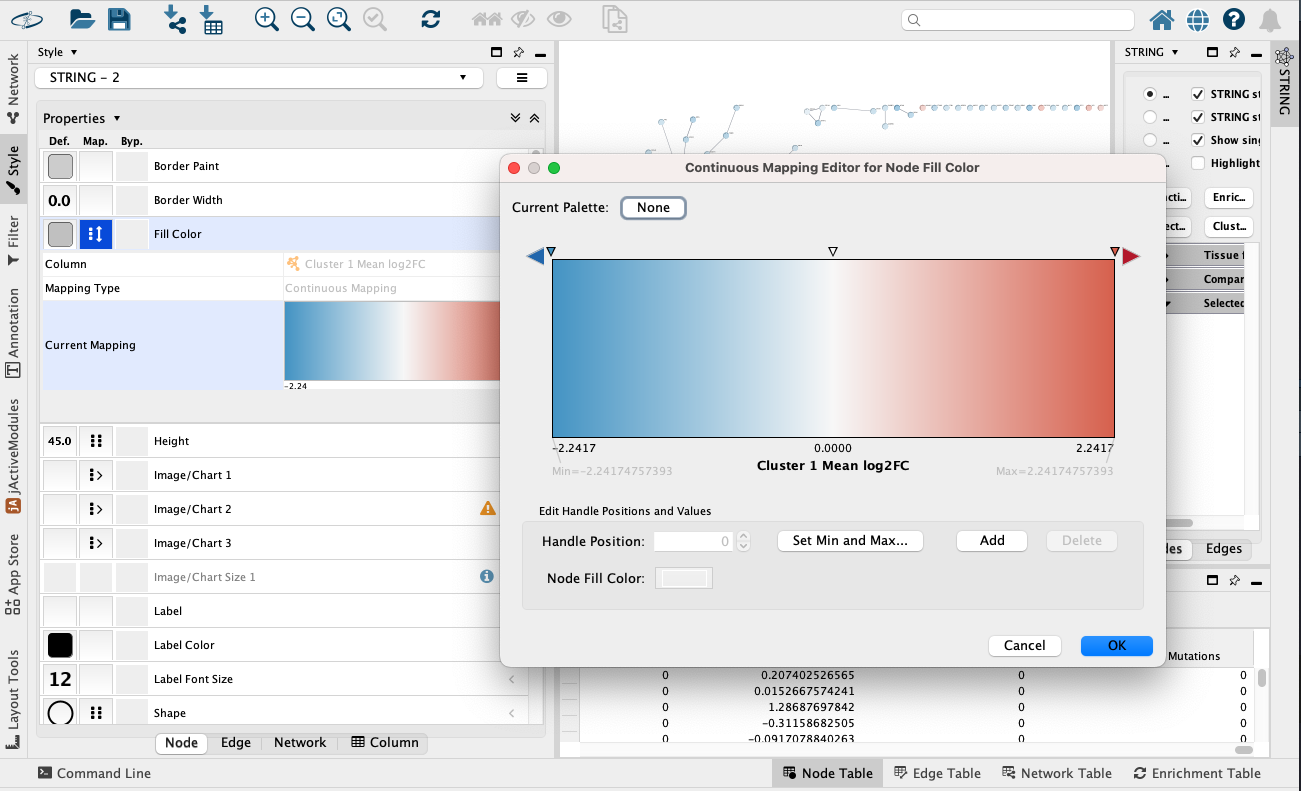 Style
STRING
STRING - 2
Properties
Def. Map. Byp.
Border Paint
0.0 Border Width
Fill Color
Column Cluster 1 Mean log2FC
Mapping Type Continuous Mapping
Current Mapping
-2.24
45.0 Height
Image/Chart 1
Image/Chart 2
Image/Chart 3
Image/Chart Size 1
Label
Label Color
12 Label Font Size
Shape
Node Edge Network Column
Network
Style
Filter
Annotation
jA jActiveModules
App Store
Layout Tools
Continuous Mapping Editor for Node Fill Color
Current Palette: None
-2.2417 0.0000 2.2417
Min=-2.24174757393 Cluster 1 Mean log2FC Max=2.24174757393
Edit Handle Positions and Values
Handle Position: 0 Set Min and Max... Add Delete
Node Fill Color:
Cancel OK
... STRING st
... STRING st
... Show sing
Highlight
Enric...
Clust...
Tissue
Compar
Selected
Edges
STRING
Mutations
0 0.207402526565 0 0
0 0.0152667574241 0 0
0 1.28687697842 0 0
0 -0.31158682505 0 0
0 -0.0917078840263 0 0
Command Line Node Table Edge Table Network Table Enrichment Table